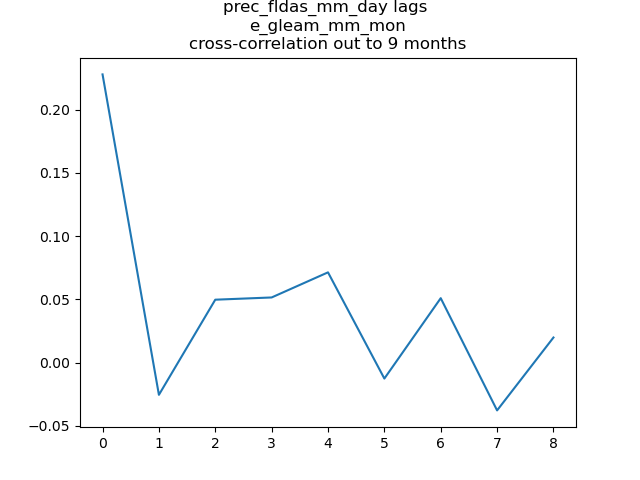 prec_fldas_mm_day lags
e_gleam_mm_mon
cross-correlation out to 9 months
0.20
0.15
0.10
0.05
0.00
−0.05
0 1 2 3 4 5 6 7 8